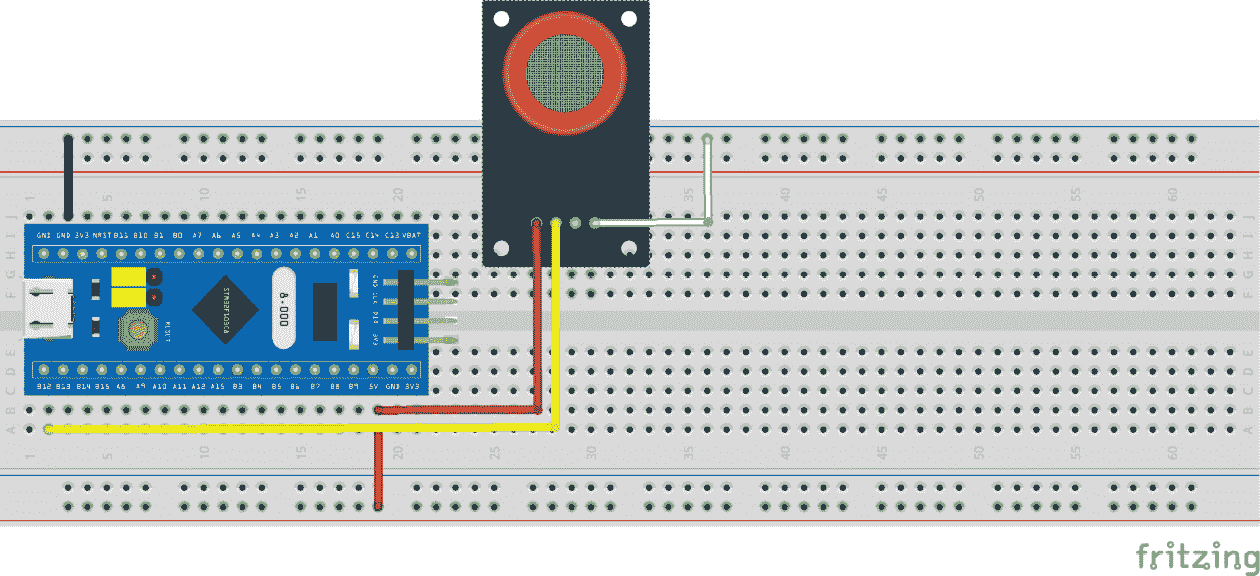 1 5 10 15 20 35 40 45 50 55 60
J
I
H
G
F
E
J
I
H
G
F
GND GND 3V3 NRST B11 B10 B1 B0 A7 A6 A5 A4 A3 A2 A1 A0 C15 C14 C13 VBAT
RESET
STM32F103C8
8.000
GND
CLK
DIO
3V3
B12 B13 B14 B15 A8 A9 A10 A11 A12 A15 B3 B4 B5 B6 B7 B8 B9 5V GND 3V3
E
D
C
B
A
E
D
C
B
A
1 5 10 15 20 25 30 35 40 45 50 55 60
fritzing